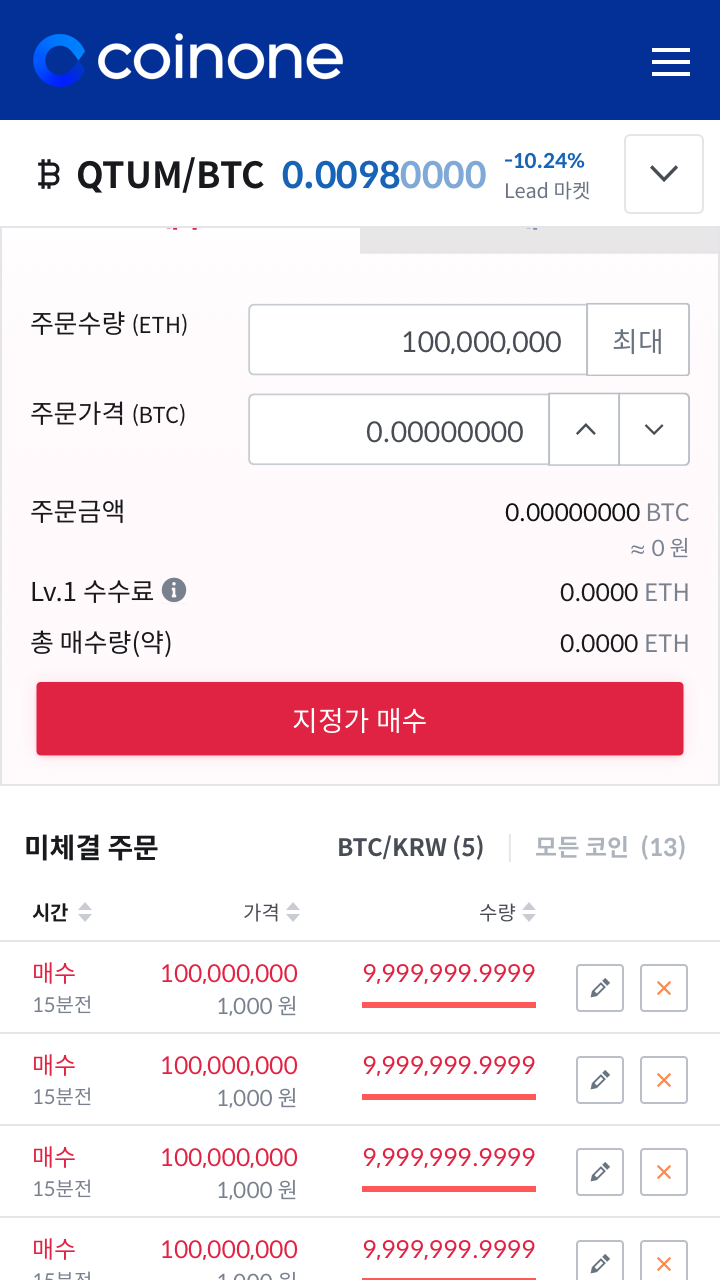 coinone
QTUM/BTC 0.00980000 -10.24%
Lead 마켓
주문수량 (ETH) 100,000,000 최대
주문가격 (BTC) 0.00000000
주문금액 0.00000000 BTC
≈ 0 원
Lv.1 수수료 0.0000 ETH
총 매수량(약) 0.0000 ETH
지정가 매수
미체결 주문 BTC/KRW (5) 모든 코인 (13)
시간 가격 수량
매수 100,000,000 9,999,999.9999
15분전 1,000 원
매수 100,000,000 9,999,999.9999
15분전 1,000 원
매수 100,000,000 9,999,999.9999
15분전 1,000 원
매수 100,000,000 9,999,999.9999
15분전 1,000 원